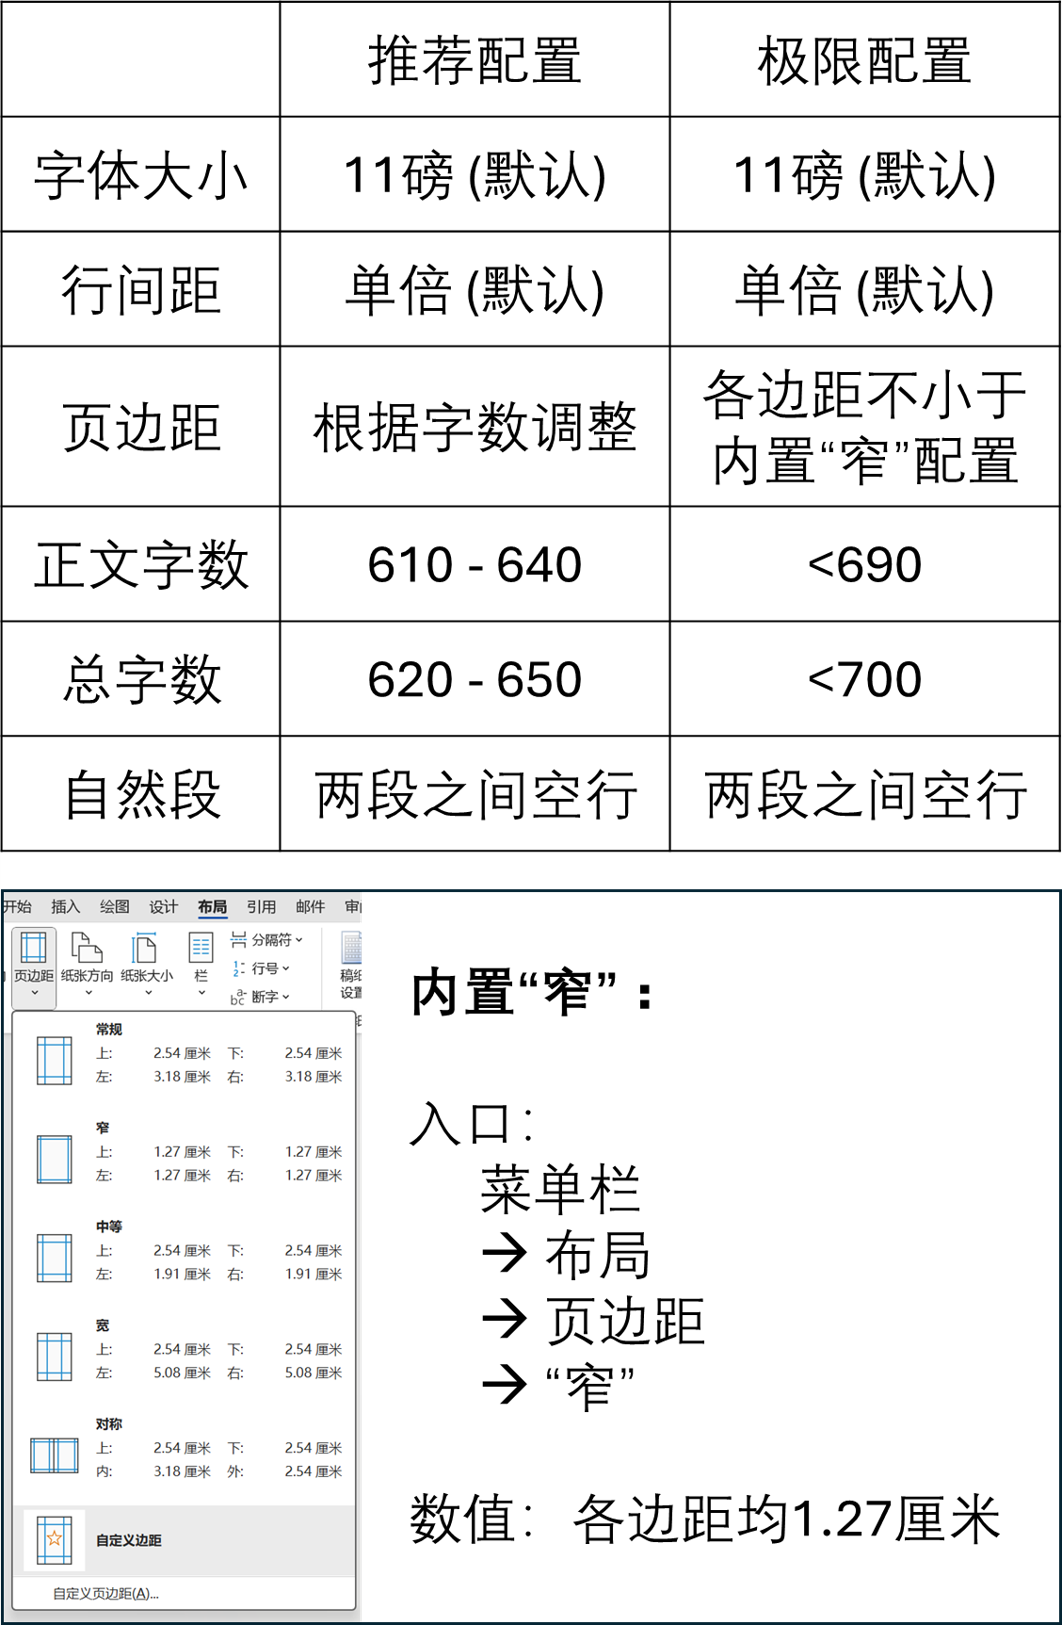 推荐配置 极限配置
字体大小 11磅 (默认) 11磅 (默认)
行间距 单倍 (默认) 单倍 (默认)
页边距 根据字数调整 各边距不小于
内置“窄”配置
正文字数 610 - 640 <690
总字数 620 - 650 <700
自然段 两段之间空行 两段之间空行
开始 插入 绘图 设计 布局 引用 邮件
页边距 纸张方向 纸张大小 栏
分隔符
行号
断字
稿纸
设置
常规
上: 2.54 厘米 下: 2.54 厘米
左: 3.18 厘米 右: 3.18 厘米
窄
上: 1.27 厘米 下: 1.27 厘米
左: 1.27 厘米 右: 1.27 厘米
中等
上: 2.54 厘米 下: 2.54 厘米
左: 1.91 厘米 右: 1.91 厘米
宽
上: 2.54 厘米 下: 2.54 厘米
左: 5.08 厘米 右: 5.08 厘米
对称
上: 2.54 厘米 下: 2.54 厘米
内: 3.18 厘米 外: 2.54 厘米
自定义边距
自定义页边距(A)...
内置“窄”：
入口：
菜单栏
→ 布局
→ 页边距
→ “窄”
数值： 各边距均1.27厘米